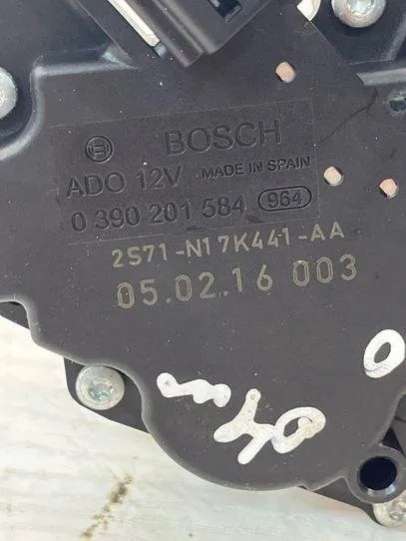 BOSCH
ADO 12V MADE IN SPAIN
0 390 201 584 964
2S71-N17K441-AA
05.02.16 003